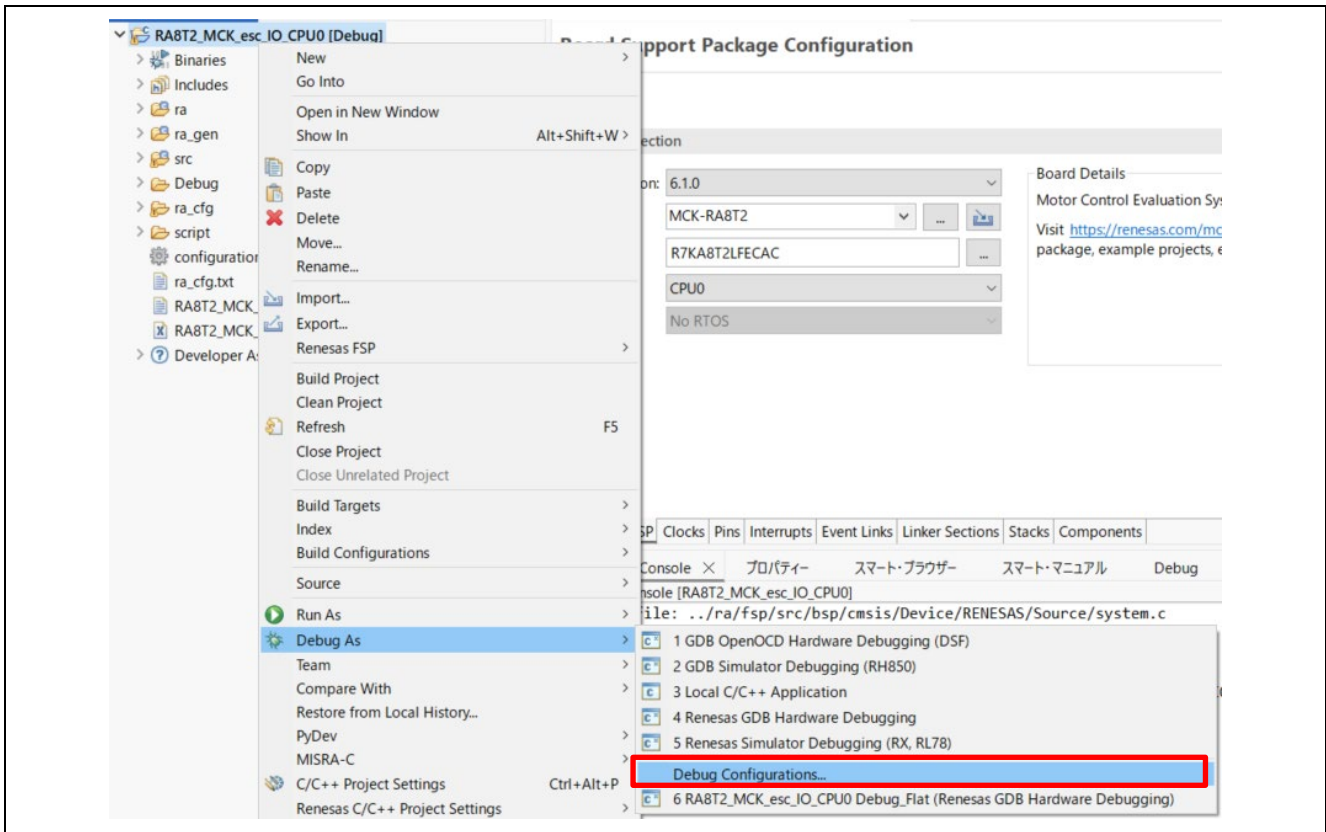 RA8T2_MCK_esc_IO_CPU0 [Debug]
Binaries
Includes
ra
ra_gen
src
Debug
ra_cfg
script
configuration
ra_cfg.txt
RA8T2_MCK_
RA8T2_MCK_
Developer A
New
Go Into
Open in New Window
Show In Alt+Shift+W
Copy
Paste
Delete
Move...
Rename...
Import...
Export...
Renesas FSP
Build Project
Clean Project
Refresh F5
Close Project
Close Unrelated Project
Build Targets
Index
Build Configurations
Source
Run As
Debug As
Team
Compare With
Restore from Local History...
PyDev
MISRA-C
C/C++ Project Settings Ctrl+Alt+P
Renesas C/C++ Project Settings
Board Support Package Configuration
ection
on: 6.1.0
MCK-RA8T2
...
R7KA8T2LFECAC
...
CPU0
No RTOS
Board Details
Motor Control Evaluation Sys
Visit https://renesas.com/mc
package, example projects, e
SP Clocks Pins Interrupts Event Links Linker Sections Stacks Components
Console プロパティー スマート・ブラウザー スマート・マニュアル Debug
nsole [RA8T2_MCK_esc_IO_CPU0]
file: ../ra/fsp/src/bsp/cmsis/Device/RENESAS/Source/system.c
1 GDB OpenOCD Hardware Debugging (DSF)
2 GDB Simulator Debugging (RH850)
3 Local C/C++ Application
4 Renesas GDB Hardware Debugging
5 Renesas Simulator Debugging (RX, RL78)
Debug Configurations...
6 RA8T2_MCK_esc_IO_CPU0 Debug_Flat (Renesas GDB Hardware Debugging)